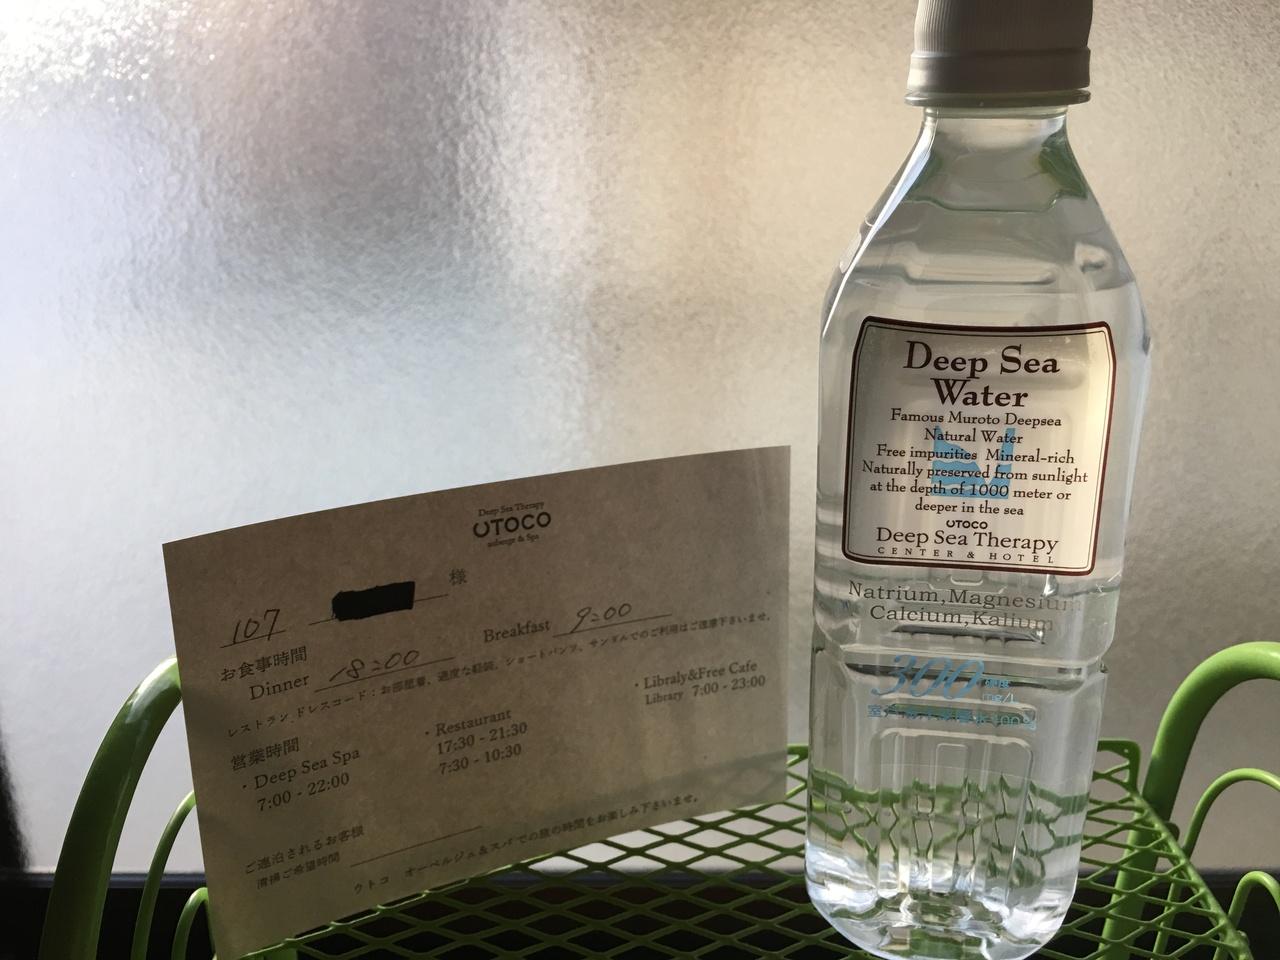 Deep Sea Therapy
UTOCO
auberge & Spa
107 様
お食事時間
Dinner 18:00 Breakfast 9:00
レストランドレスコード：お部屋着、過度な軽装、ショートパンツ、サンダルでのご利用はご遠慮下さいませ。
営業時間
・Deep Sea Spa
7:00 - 22:00
・Restaurant
17:30 - 21:30
7:30 - 10:30
・Libraly&Free Cafe
Library 7:00 - 23:00
ご連泊されるお客様
清掃ご希望時間
ウトコ オーベルジュ&スパでの旅の時間をお楽しみ下さいませ。
Deep Sea
Water
Famous Muroto Deepsea
Natural Water
Free impurities Mineral-rich
Naturally preserved from sunlight
at the depth of 1000 meter or
deeper in the sea
UTOCO
Deep Sea Therapy
CENTER & HOTEL
Natrium,Magnesium
Calcium,Kalium
300 硬度
mg/L